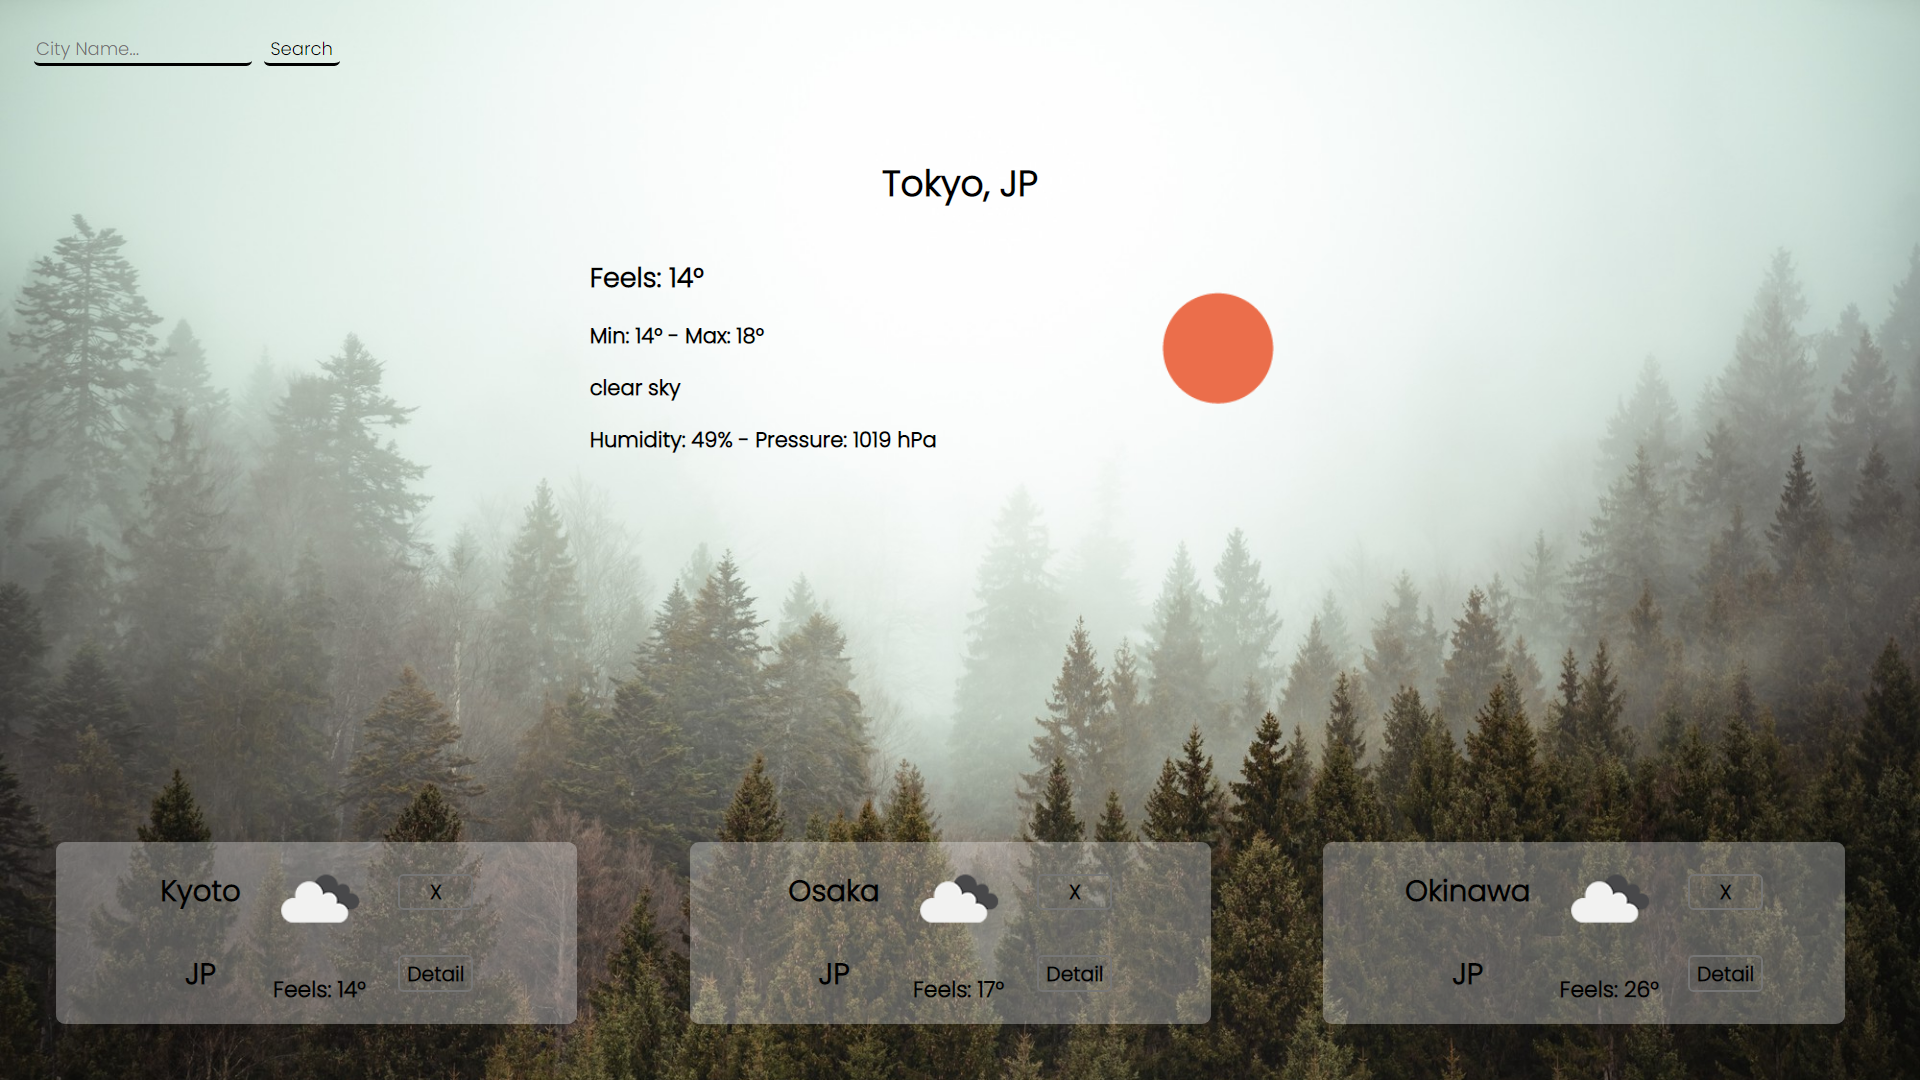 City Name...
Search
Tokyo, JP
Feels: 14°
Min: 14° - Max: 18°
clear sky
Humidity: 49% - Pressure: 1019 hPa
Kyoto
X
JP
Feels: 14°
Detail
Osaka
X
JP
Feels: 17°
Detail
Okinawa
X
JP
Feels: 26°
Detail